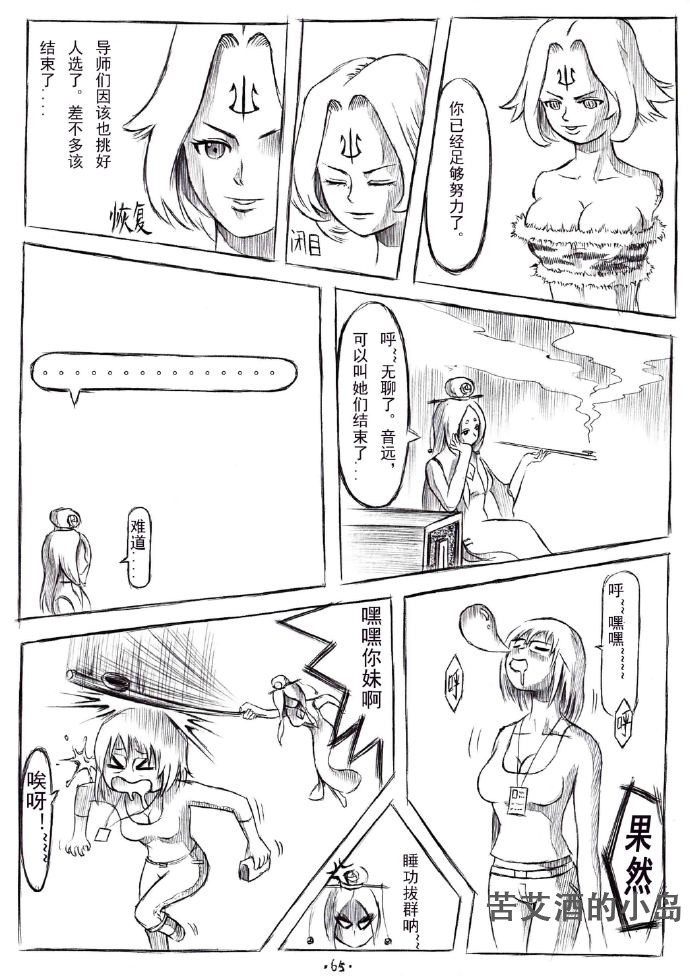 你已经足够努力了。
闭目
恢复
导师们因该也挑好
人选了。差不多该
结束了....
呼~无聊了。音远，
可以叫她们结束了...
...............
难道....
呼~~嘿嘿~~~~~
呼
呼
果然
嘿嘿你妹啊
唉呀！~~~
睡功拔群呐~
·65·
苦艾酒的小岛